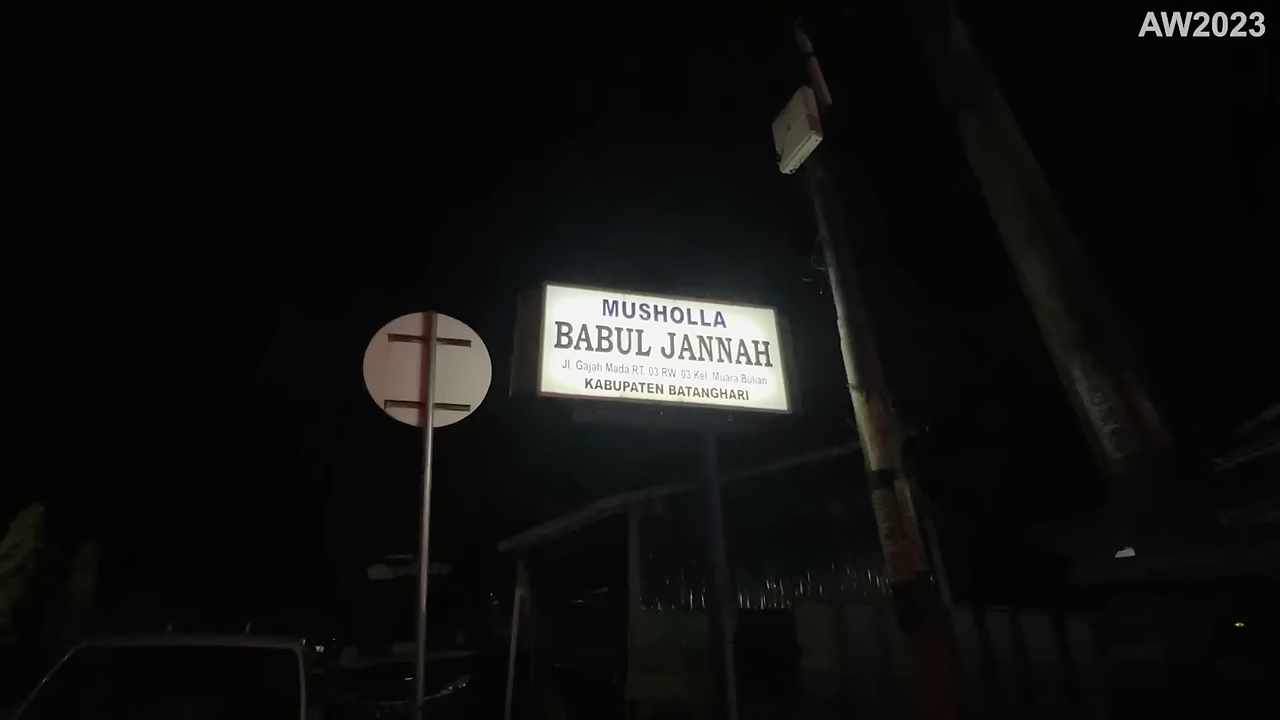 AW2023
MUSHOLLA
BABUL JANNAH
Jl. Gajah Mada RT. 03 RW .03 Kel. Muara Bulian
KABUPATEN BATANGHARI